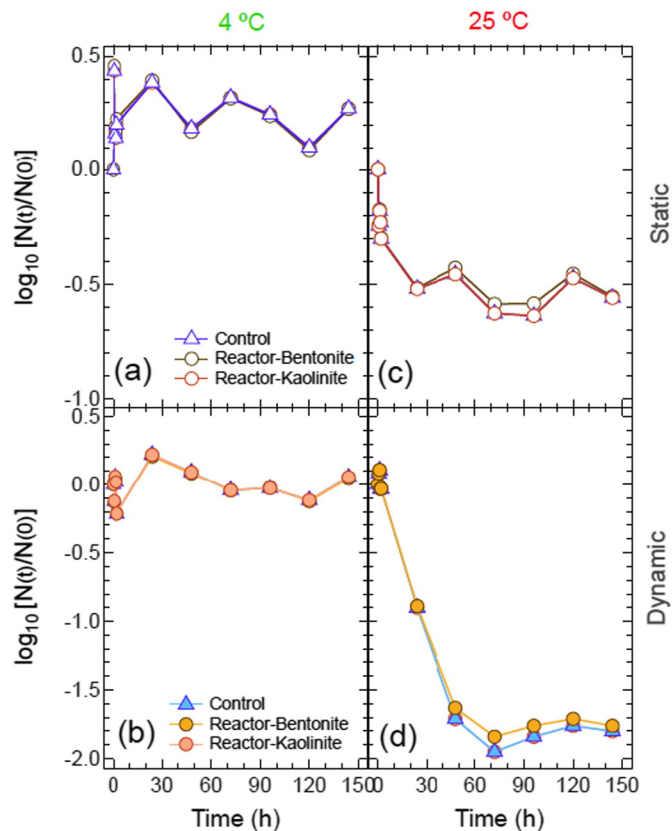 4 ºC
25 ºC
log10 [N(t)/N(0)]
0.5
0.0
-0.5
-1.0
(a)
Control
Reactor-Bentonite
Reactor-Kaolinite
(c)
Static
log10 [N(t)/N(0)]
0.5
0.0
-0.5
-1.0
-1.5
-2.0
(b)
Control
Reactor-Bentonite
Reactor-Kaolinite
(d)
Dynamic
0 30 60 90 120 150
0 30 60 90 120 150
Time (h)
Time (h)